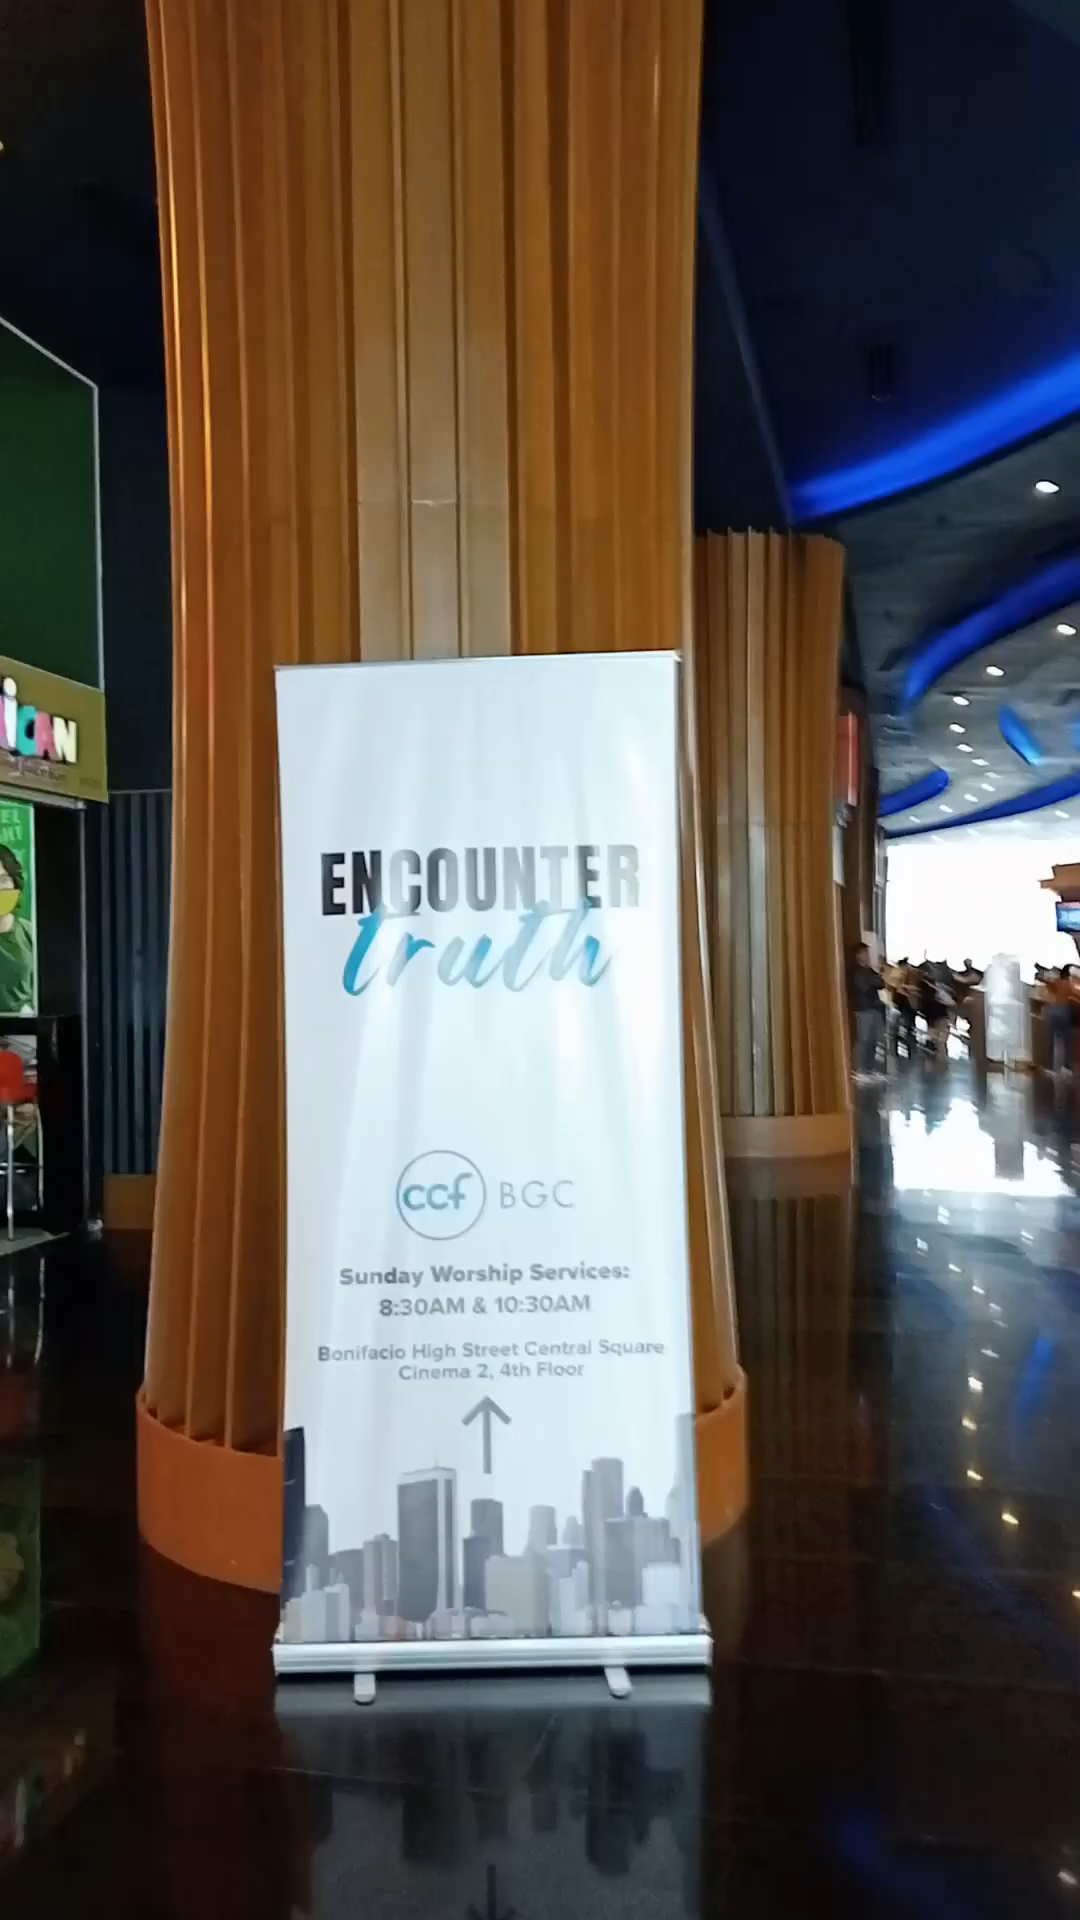 ENCOUNTER
truth
ccf BGC
Sunday Worship Services:
8:30AM & 10:30AM
Bonifacio High Street Central Square
Cinema 2, 4th Floor